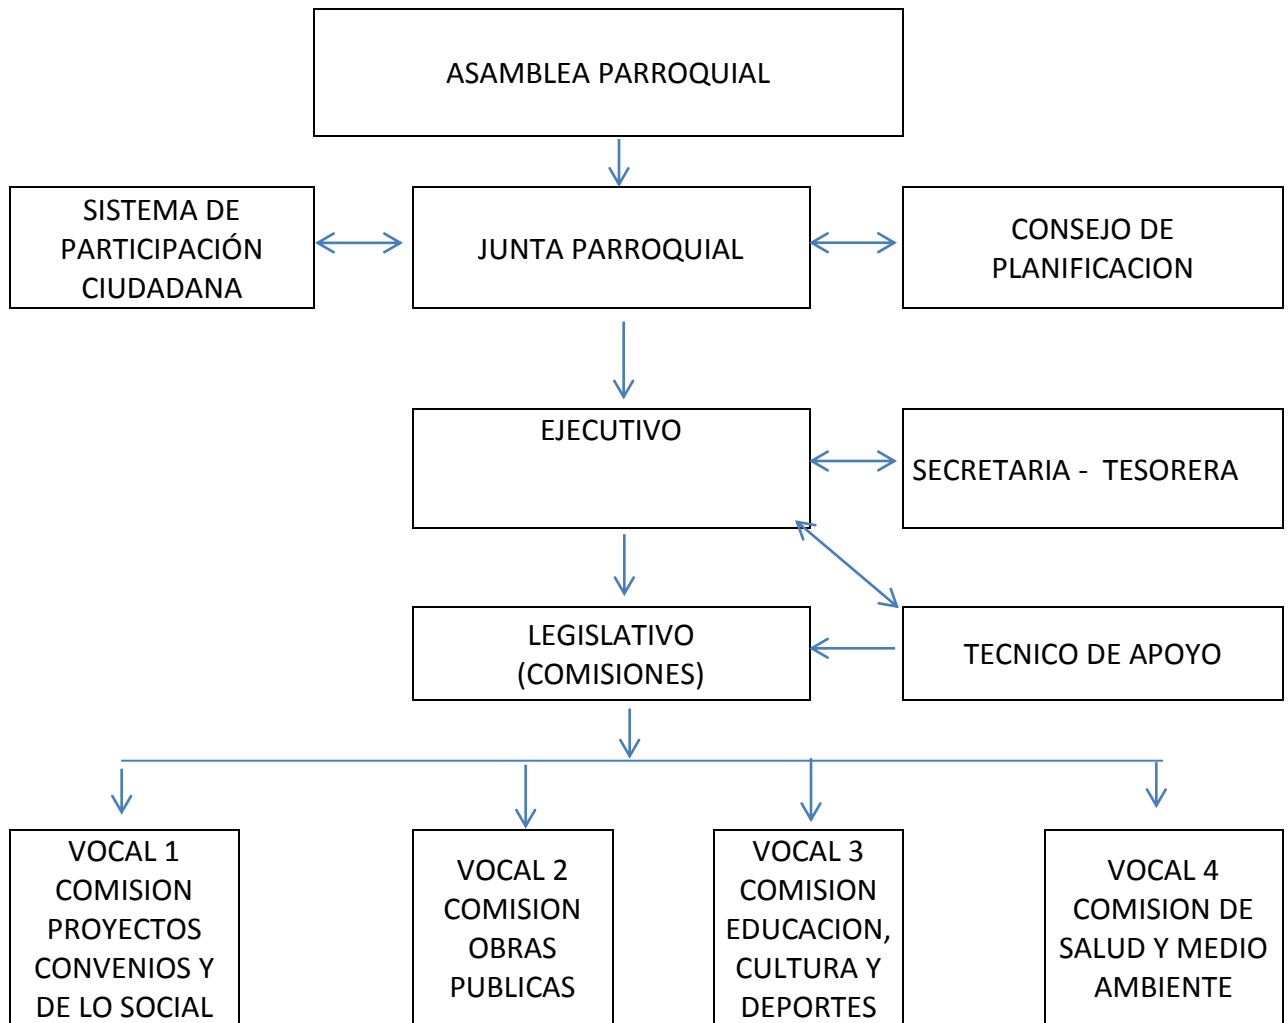 ASAMBLEA PARROQUIAL
SISTEMA DE
PARTICIPACIÓN
CIUDADANA
JUNTA PARROQUIAL
CONSEJO DE
PLANIFICACION
EJECUTIVO
SECRETARIA - TESORERA
LEGISLATIVO
(COMISIONES)
TECNICO DE APOYO
VOCAL 1
COMISION
PROYECTOS
CONVENIOS Y
DE LO SOCIAL
VOCAL 2
COMISION
OBRAS
PUBLICAS
VOCAL 3
COMISION
EDUCACION,
CULTURA Y
DEPORTES
VOCAL 4
COMISION DE
SALUD Y MEDIO
AMBIENTE